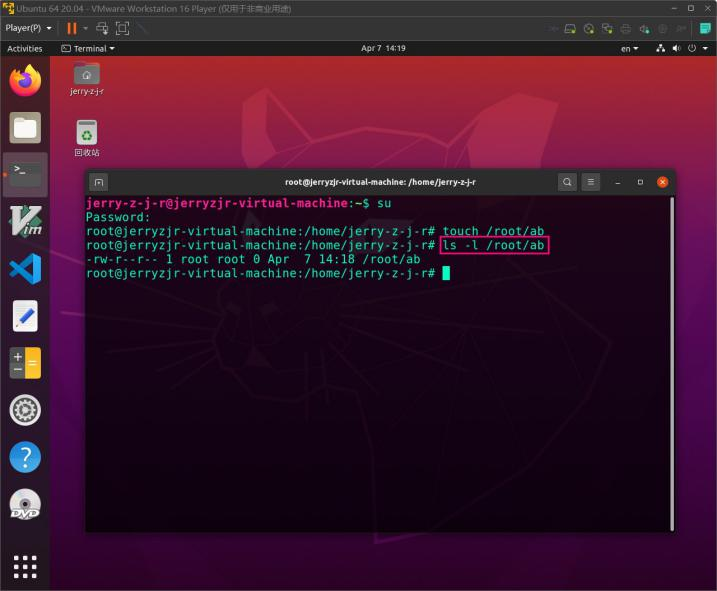 Ubuntu 64 20.04 - VMware Workstation 16 Player (仅用于非商业用途)
Player(P)
Activities
Terminal
Apr 7 14:19
en
jerry-z-j-r
回收站
root@jerryzjr-virtual-machine: /home/jerry-z-j-r
jerry-z-j-r@jerryzjr-virtual-machine:~$ su
Password:
root@jerryzjr-virtual-machine:/home/jerry-z-j-r# touch /root/ab
root@jerryzjr-virtual-machine:/home/jerry-z-j-r# ls -l /root/ab
-rw-r--r-- 1 root root 0 Apr  7 14:18 /root/ab
root@jerryzjr-virtual-machine:/home/jerry-z-j-r#
Vim
DVD